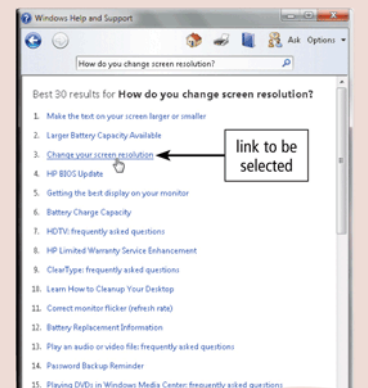 Windows Help and Support
Ask Options
How do you change screen resolution?
Best 30 results for How do you change screen resolution?
1. Make the text on your screen larger or smaller
2. Larger Battery Capacity Available
3. Change your screen resolution
link to be
selected
4. HP BIOS Update
5. Getting the best display on your monitor
6. Battery Charge Capacity
7. HDTV: frequently asked questions
8. HP Limited Warranty Service Enhancement
9. ClearType: frequently asked questions
10. Learn How to Cleanup Your Desktop
11. Correct monitor flicker (refresh rate)
12. Battery Replacement Information
13. Play an audio or video file: frequently asked questions
14. Password Backup Reminder
15. Playing DVDs in Windows Media Center: frequently asked questions